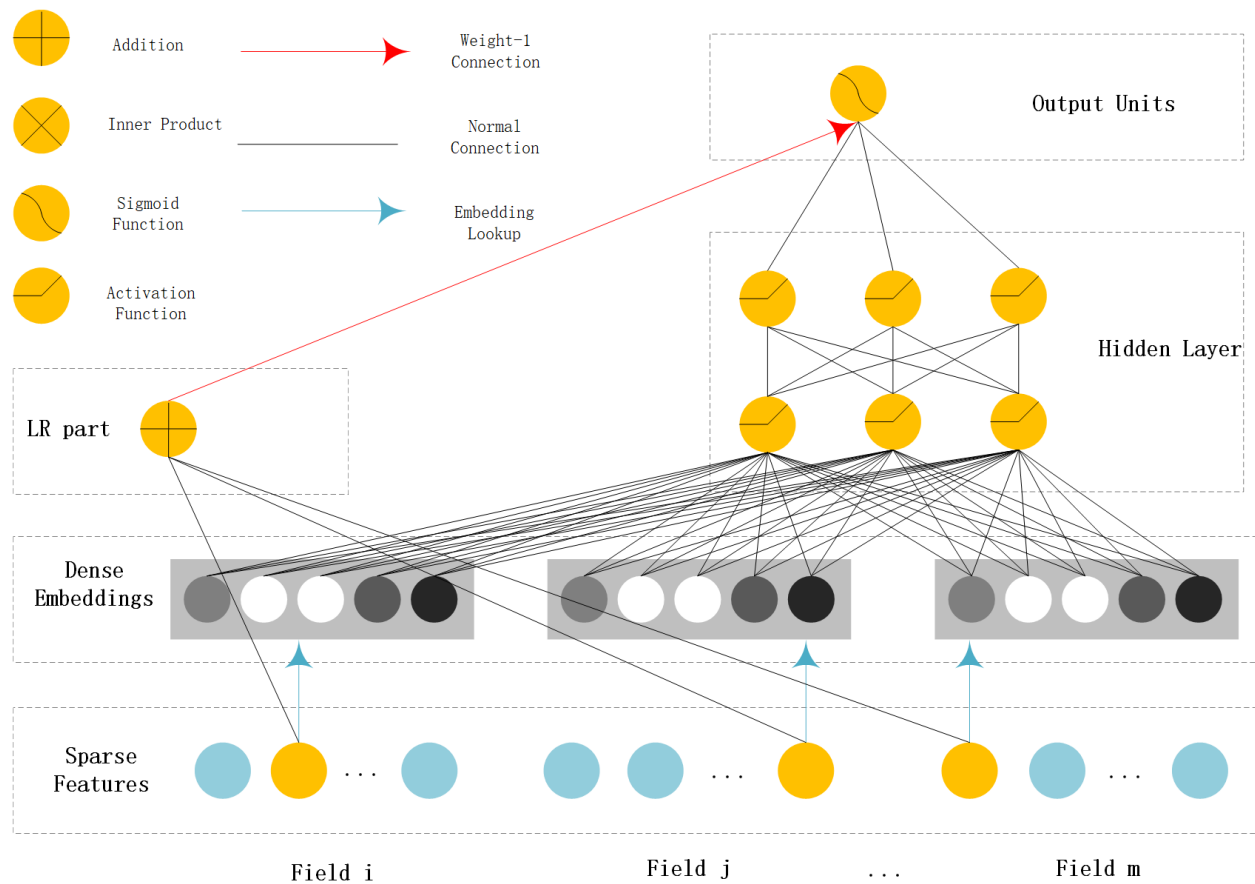 Addition
Weight-1
Connection
Inner Product
Normal
Connection
Sigmoid
Function
Embedding
Lookup
Activation
Function
Output Units
Hidden Layer
LR part
Dense
Embeddings
Sparse
Features
...
...
...
Field i
Field j
...
Field m